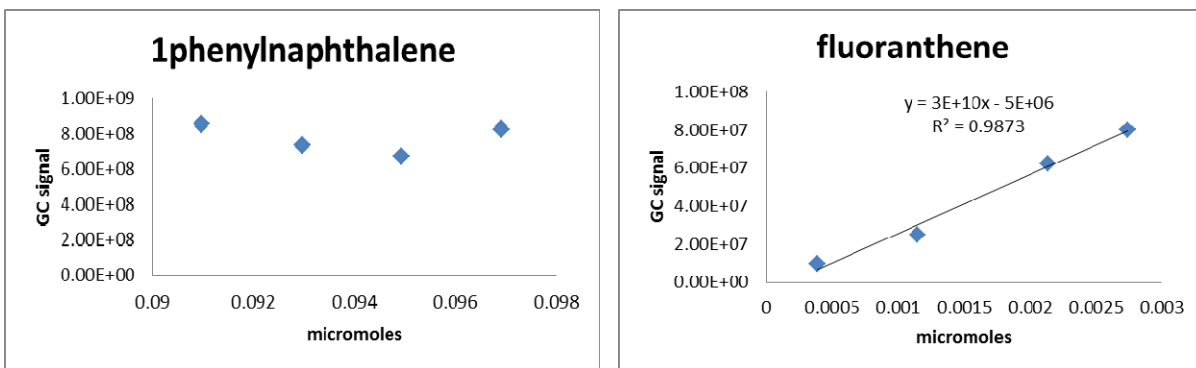 1phenylnaphthalene
GC signal
1.00E+09
8.00E+08
6.00E+08
4.00E+08
2.00E+08
0.00E+00
0.09 0.092 0.094 0.096 0.098
micromoles
fluoranthene
y = 3E+10x - 5E+06
R² = 0.9873
GC signal
1.00E+08
8.00E+07
6.00E+07
4.00E+07
2.00E+07
0.00E+00
0 0.0005 0.001 0.0015 0.002 0.0025 0.003
micromoles